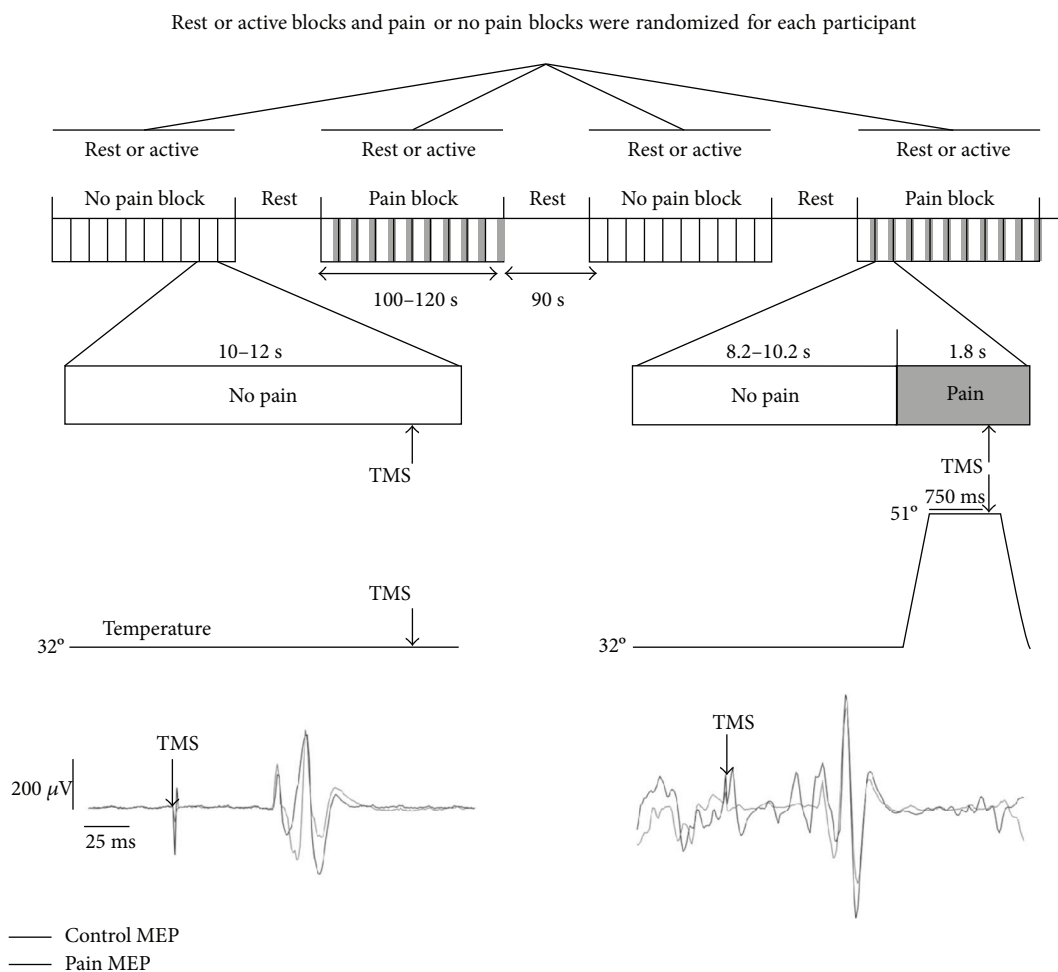 Rest or active blocks and pain or no pain blocks were randomized for each participant
Rest or active
Rest or active
Rest or active
Rest or active
No pain block
Rest
Pain block
Rest
No pain block
Rest
Pain block
100–120 s
90 s
10–12 s
8.2–10.2 s
1.8 s
No pain
No pain
Pain
TMS
TMS
750 ms
51°
TMS
Temperature
32°
32°
TMS
TMS
200 μV
25 ms
Control MEP
Pain MEP